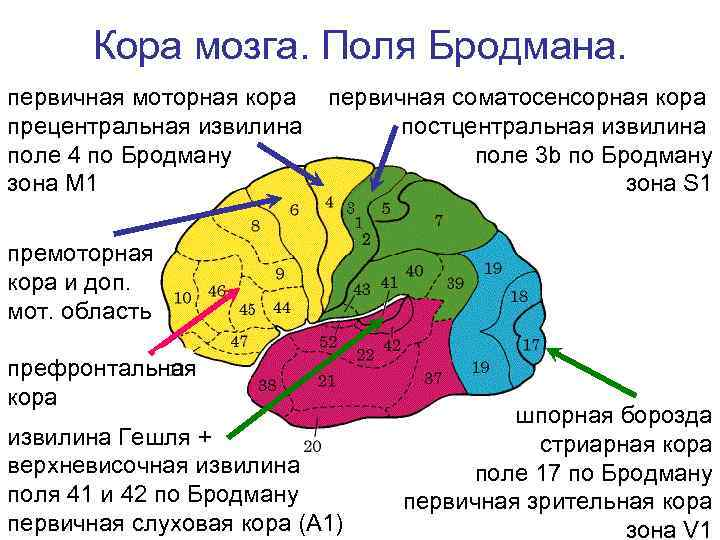 Кора мозга. Поля Бродмана.
первичная моторная кора
прецентральная извилина
поле 4 по Бродману
зона М1
первичная соматосенсорная кора
постцентральная извилина
поле 3 b по Бродману
зона S1
премоторная
кора и доп.
мот. область
префронтальная
кора
извилина Гешля +
верхневисочная извилина
поля 41 и 42 по Бродману
первичная слуховая кора (А1)
шпорная борозда
стриарная кора
поле 17 по Бродману
первичная зрительная кора
зона V1
4 3 5
6 1 7
8 2
9 40 19
10 46 43 41 39 18
45 44
47 52 22 42 17
38 21 37 19
20